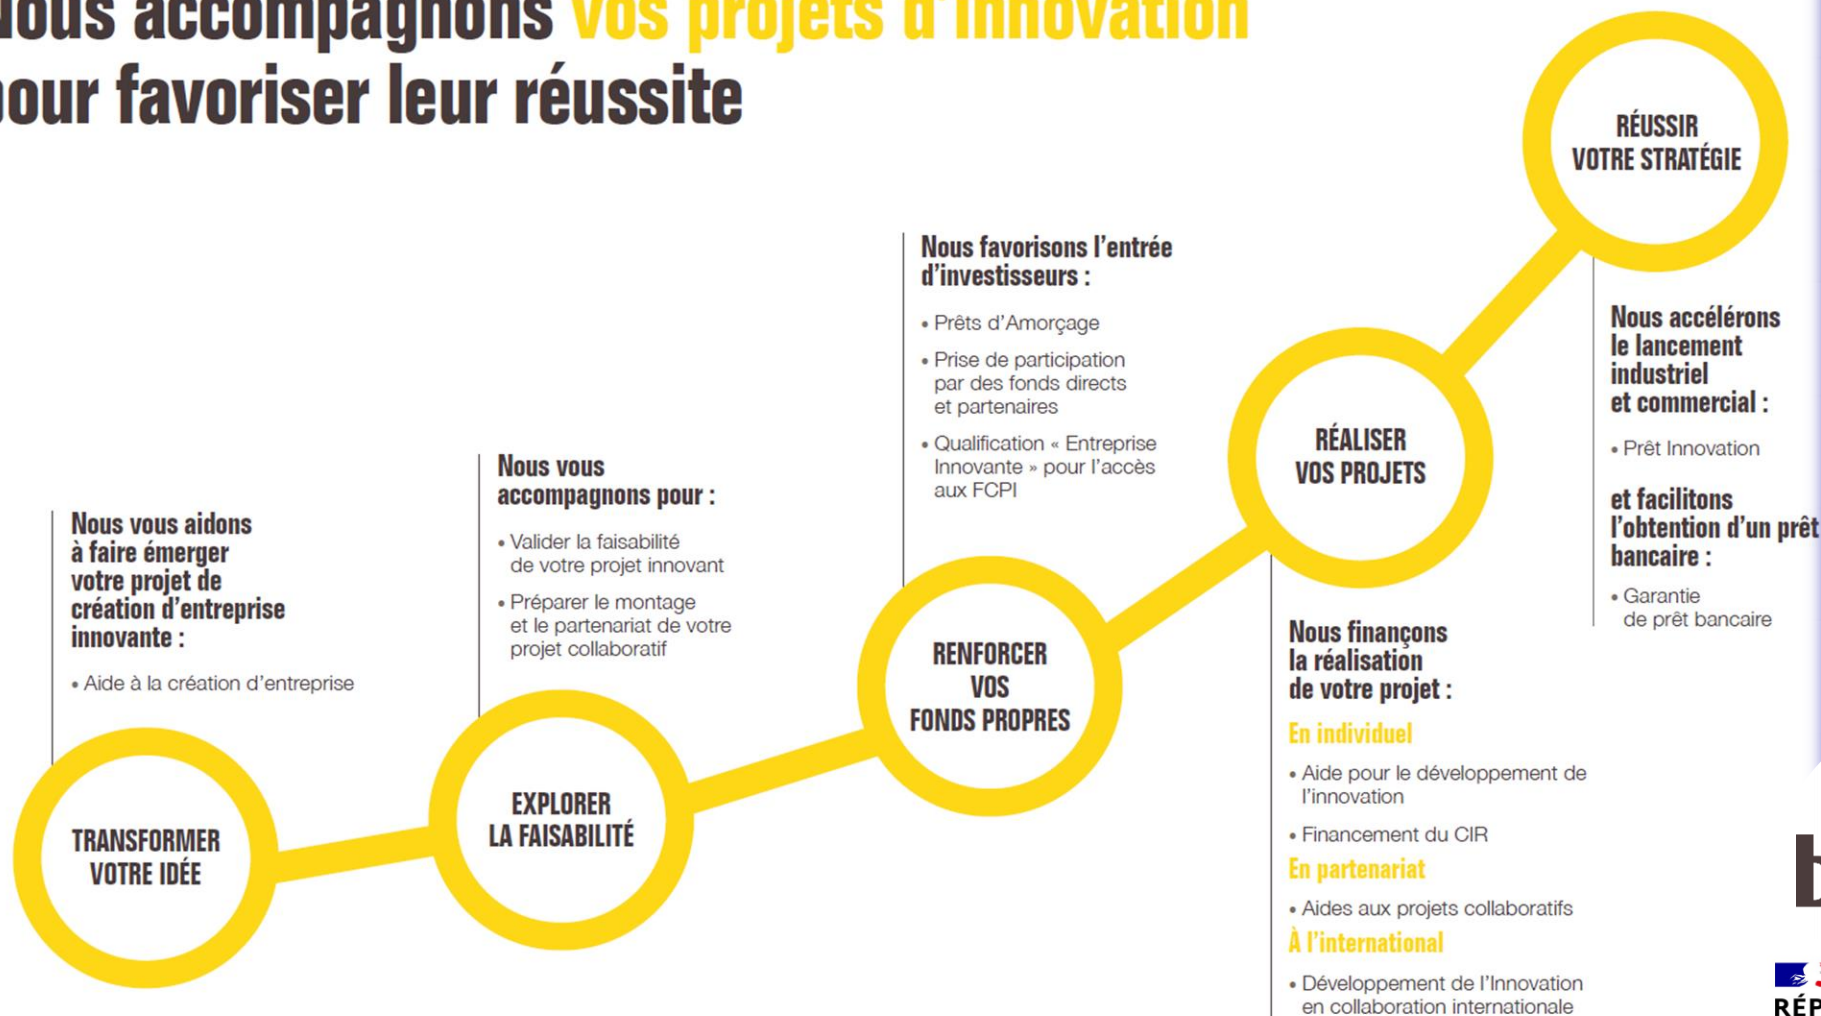 Nous accompagnons vos projets d'innovation
pour favoriser leur réussite
Nous vous aidons
à faire émerger
votre projet de
création d'entreprise
innovante :
• Aide à la création d'entreprise
TRANSFORMER
VOTRE IDÉE
Nous vous
accompagnons pour :
• Valider la faisabilité
de votre projet innovant
• Préparer le montage
et le partenariat de votre
projet collaboratif
EXPLORER
LA FAISABILITÉ
Nous favorisons l'entrée
d'investisseurs :
• Prêts d'Amorçage
• Prise de participation
par des fonds directs
et partenaires
• Qualification « Entreprise
Innovante » pour l'accès
aux FCPI
RENFORCER
VOS
FONDS PROPRES
RÉALISER
VOS PROJETS
Nous finançons
la réalisation
de votre projet :
En individuel
• Aide pour le développement de
l'innovation
• Financement du CIR
En partenariat
• Aides aux projets collaboratifs
À l'international
• Développement de l'Innovation
en collaboration internationale
RÉUSSIR
VOTRE STRATÉGIE
Nous accélérons
le lancement
industriel
et commercial :
• Prêt Innovation
et facilitons
l'obtention d'un prêt
bancaire :
• Garantie
de prêt bancaire
b
RÉP